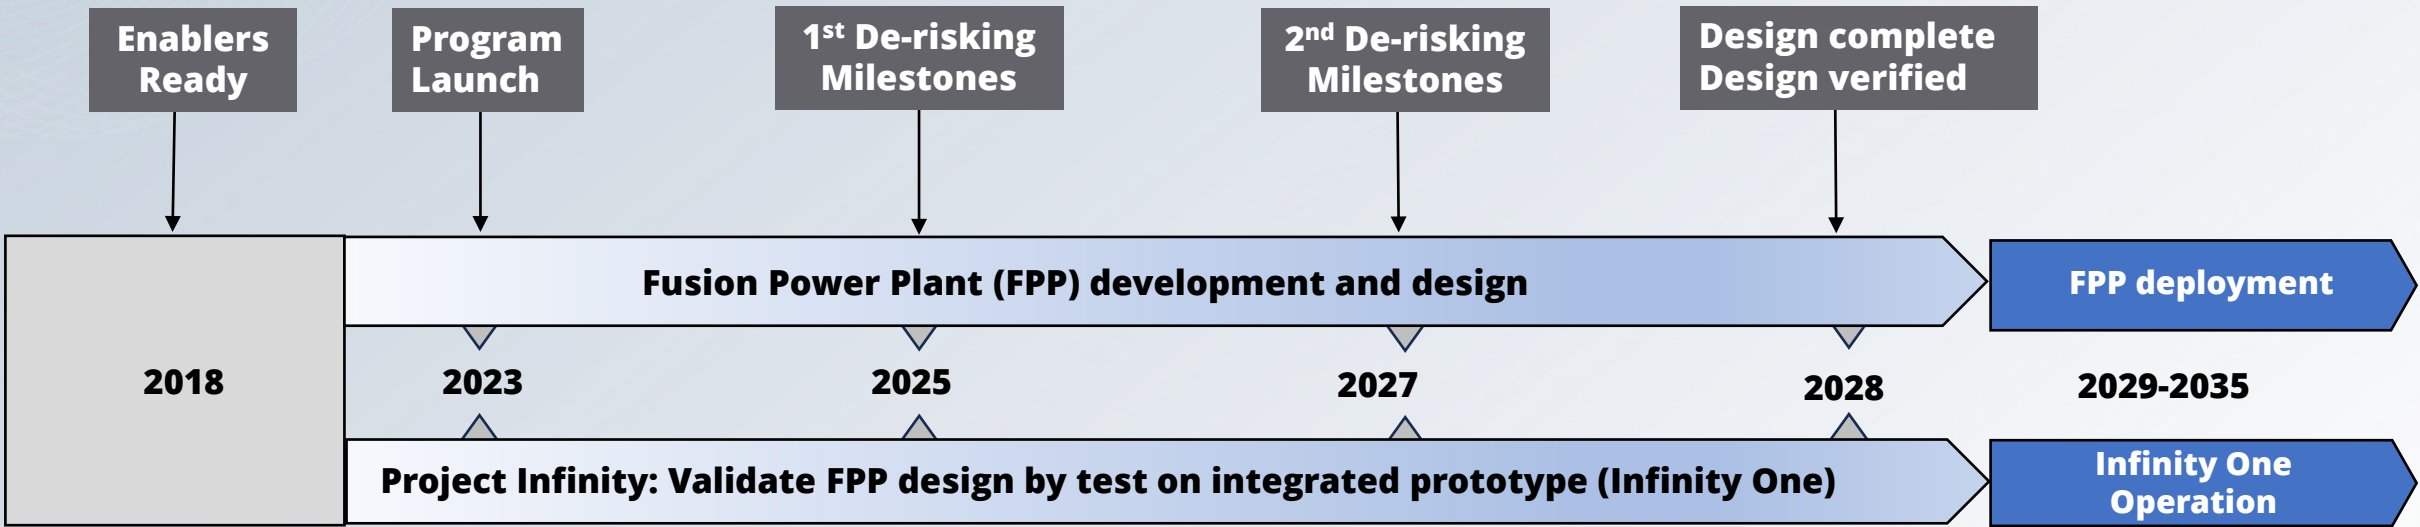 Enablers
Ready
Program
Launch
1st De-risking
Milestones
2nd De-risking
Milestones
Design complete
Design verified
Fusion Power Plant (FPP) development and design
FPP deployment
2018
2023
2025
2027
2028
2029-2035
Project Infinity: Validate FPP design by test on integrated prototype (Infinity One)
Infinity One
Operation